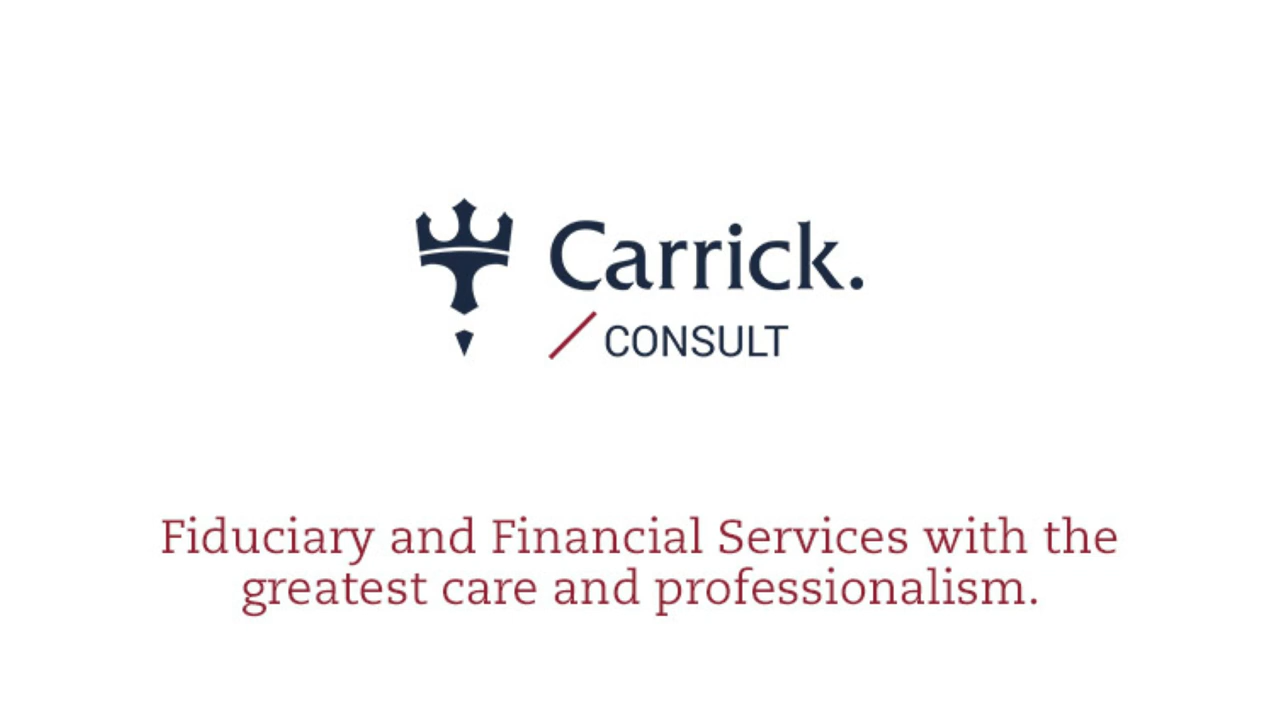 Carrick.
CONSULT
Fiduciary and Financial Services with the
greatest care and professionalism.